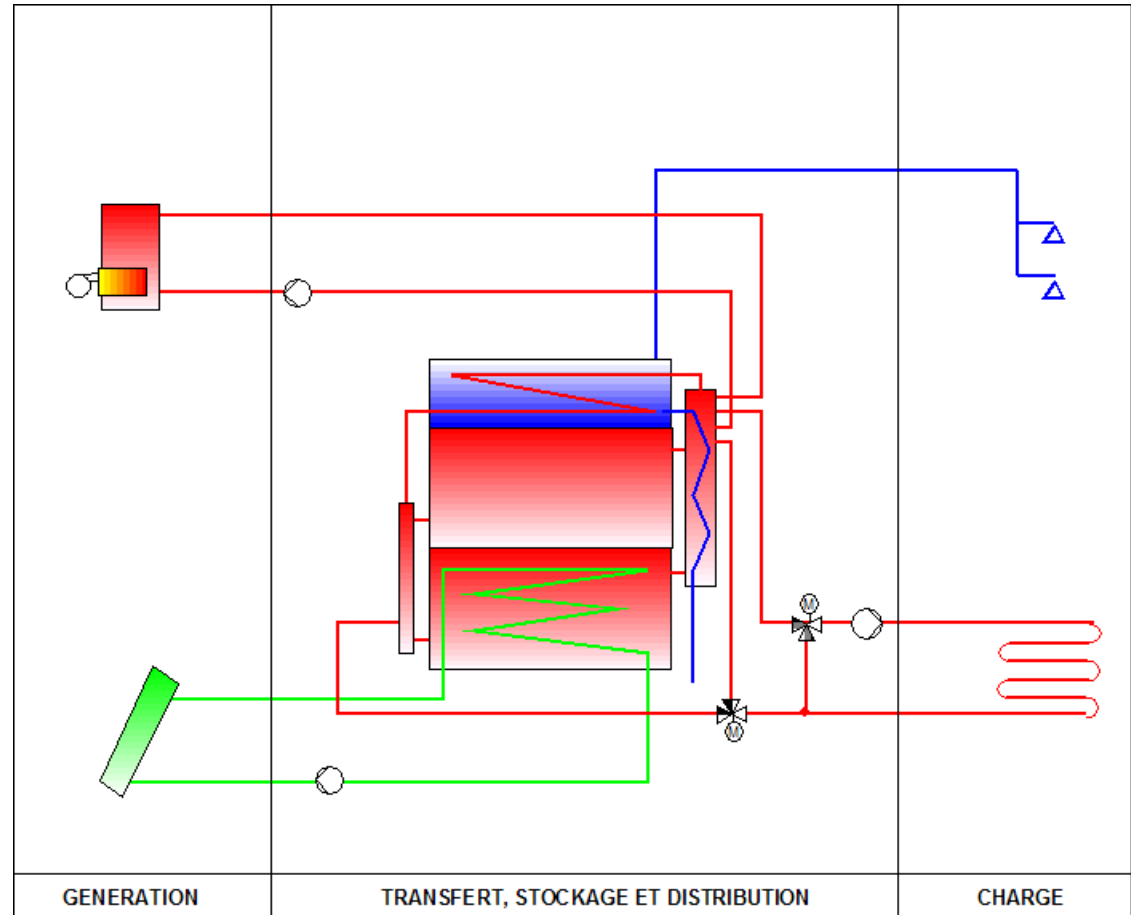 M
M
GENERATION
TRANSFERT, STOCKAGE ET DISTRIBUTION
CHARGE